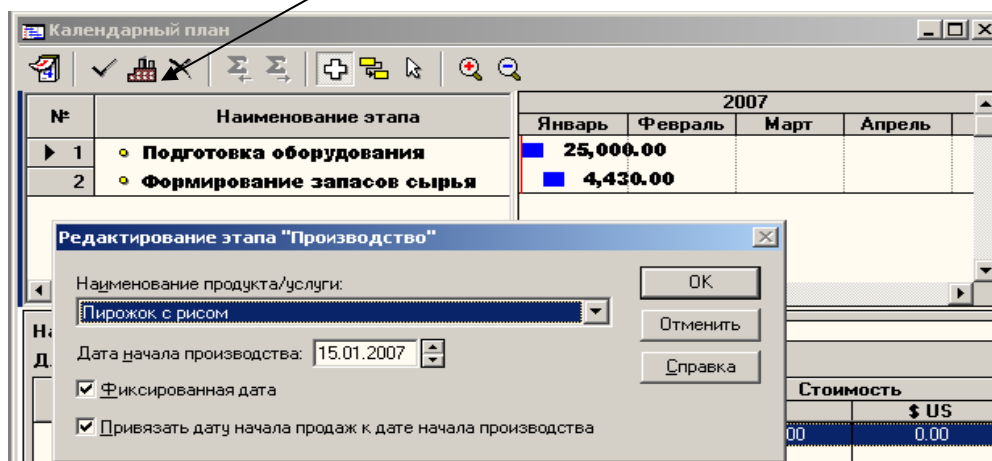 Календарный план
№ Наименование этапа
2007
Январь Февраль Март Апрель
1 Подготовка оборудования 25,000.00
2 Формирование запасов сырья 4,430.00
Редактирование этапа "Производство"
Наименование продукта/услуги:
Пирожок с рисом
Дата начала производства: 15.01.2007
Фиксированная дата
Привязать дату начала продаж к дате начала производства
OK
Отменить
Справка
Стоимость
$ US
00 0.00